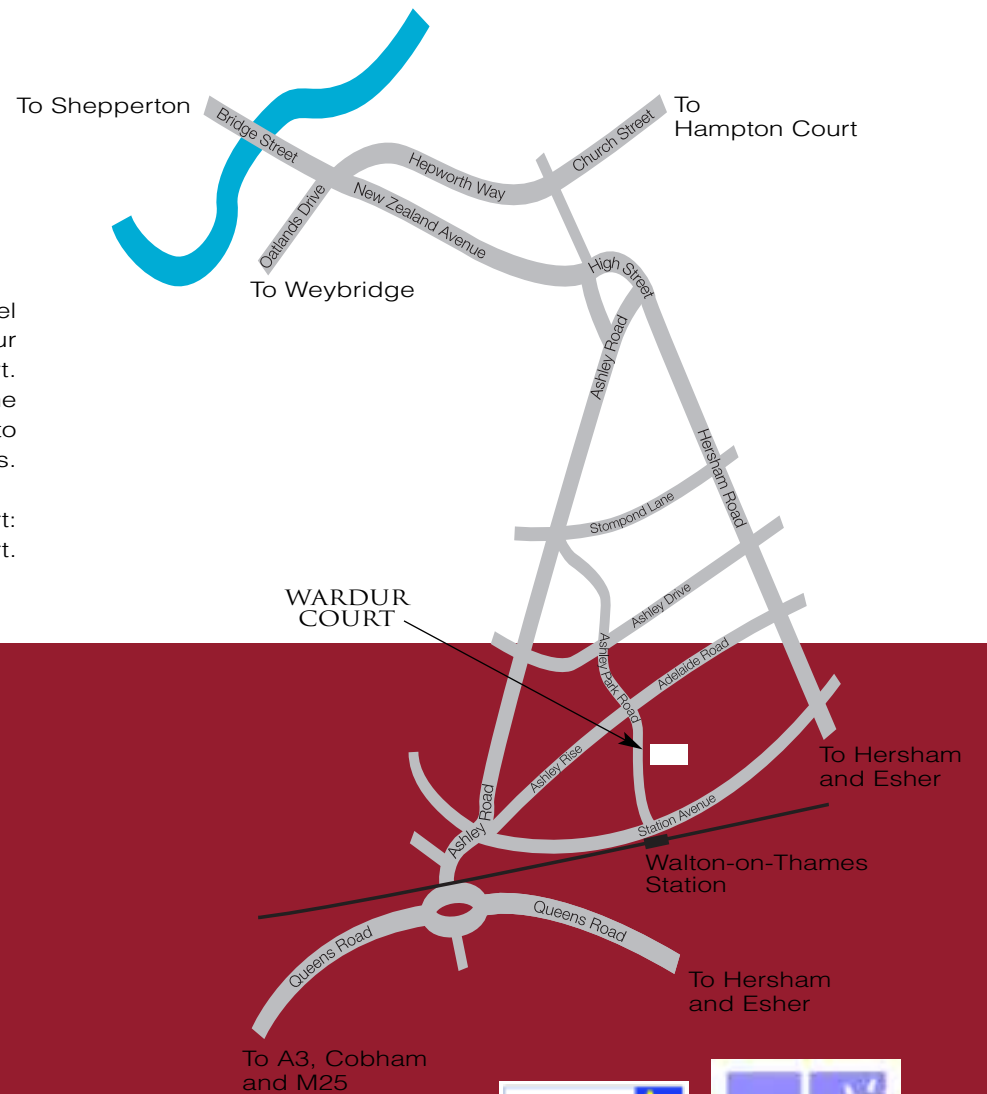 To Shepperton
Bridge Street
To
Hampton Court
Church Street
Hepworth Way
New Zealand Avenue
Oatlands Drive
To Weybridge
High Street
Ashley Road
Hersham Road
Stompond Lane
WARDUR
COURT
Ashley Drive
Ashley Park Road
Adelaide Road
Ashley Rise
To Hersham
and Esher
Ashley Road
Station Avenue
Walton-on-Thames
Station
Queens Road
Queens Road
To Hersham
and Esher
To A3, Cobham
and M25